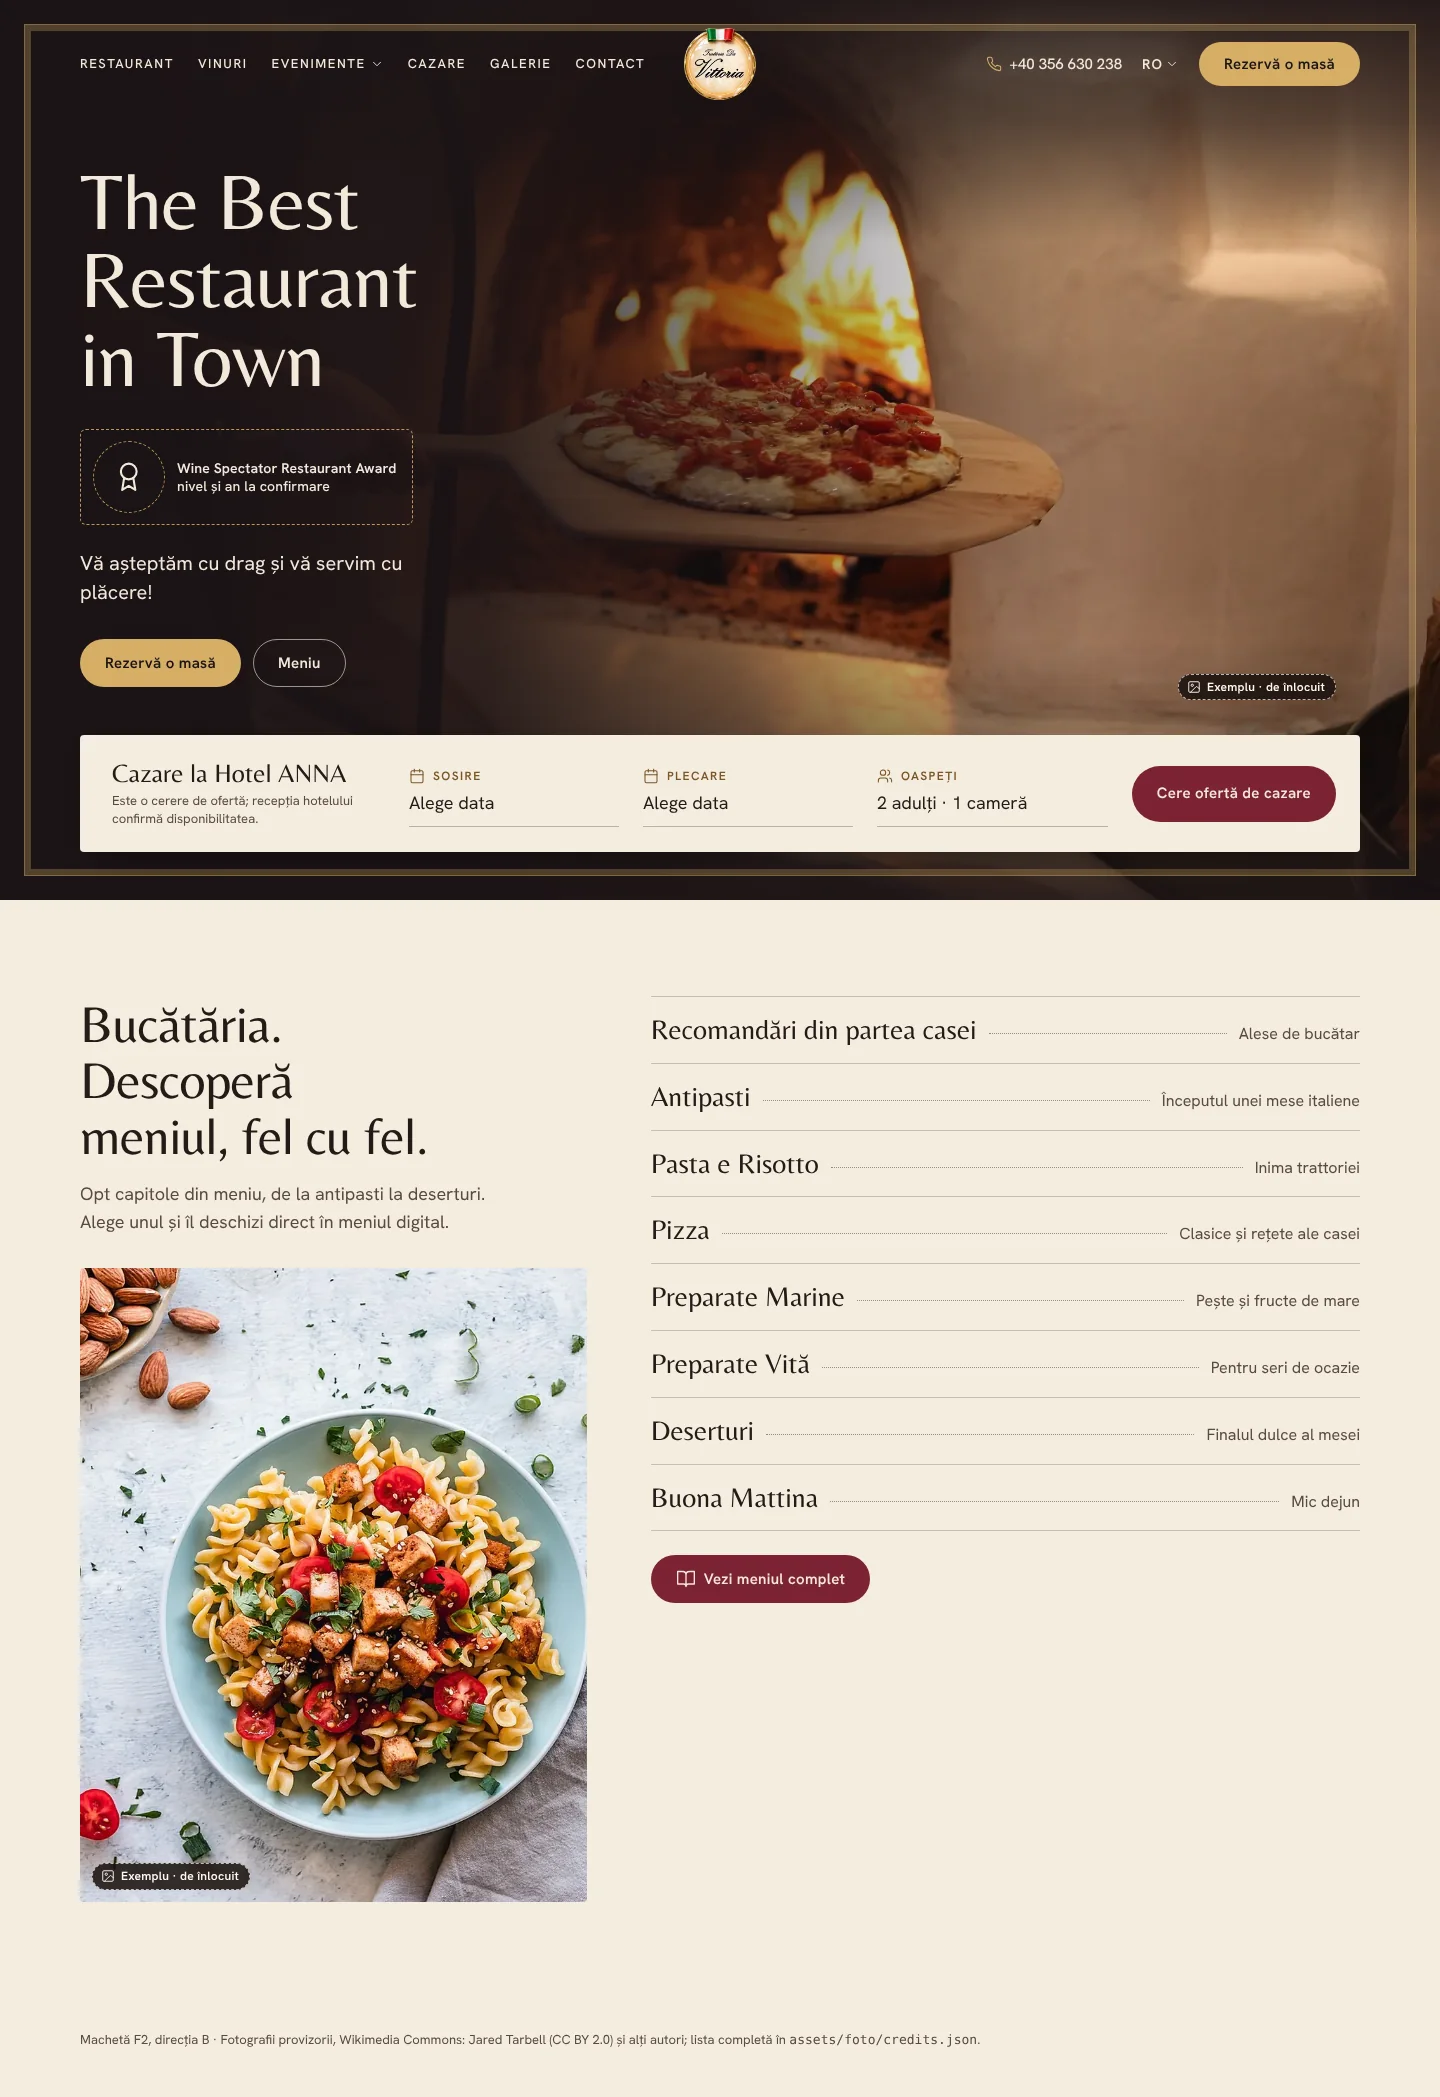 RESTAURANT VINURI EVENIMENTE CAZARE GALERIE CONTACT
Trattoria Da
Vittoria
+40 356 630 238 RO Rezervă o masă
The Best
Restaurant
in Town
Wine Spectator Restaurant Award
nivel și an la confirmare
Vă așteptăm cu drag și vă servim cu
plăcere!
Rezervă o masă Meniu
Exemplu · de înlocuit
Cazare la Hotel ANNA
Este o cerere de ofertă; recepția hotelului
confirmă disponibilitatea.
SOSIRE
Alege data
PLECARE
Alege data
OASPEȚI
2 adulți · 1 cameră
Cere ofertă de cazare
Bucătăria.
Descoperă
meniul, fel cu fel.
Opt capitole din meniu, de la antipasti la deserturi.
Alege unul și îl deschizi direct în meniul digital.
Exemplu · de înlocuit
Recomandări din partea casei Alese de bucătar
Antipasti Începutul unei mese italiene
Pasta e Risotto Inima trattoriei
Pizza Clasice și rețete ale casei
Preparate Marine Pește și fructe de mare
Preparate Vită Pentru seri de ocazie
Deserturi Finalul dulce al mesei
Buona Mattina Mic dejun
Vezi meniul complet
Machetă F2, direcția B · Fotografii provizorii, Wikimedia Commons: Jared Tarbell (CC BY 2.0) și alți autori; lista completă în assets/foto/credits.json.